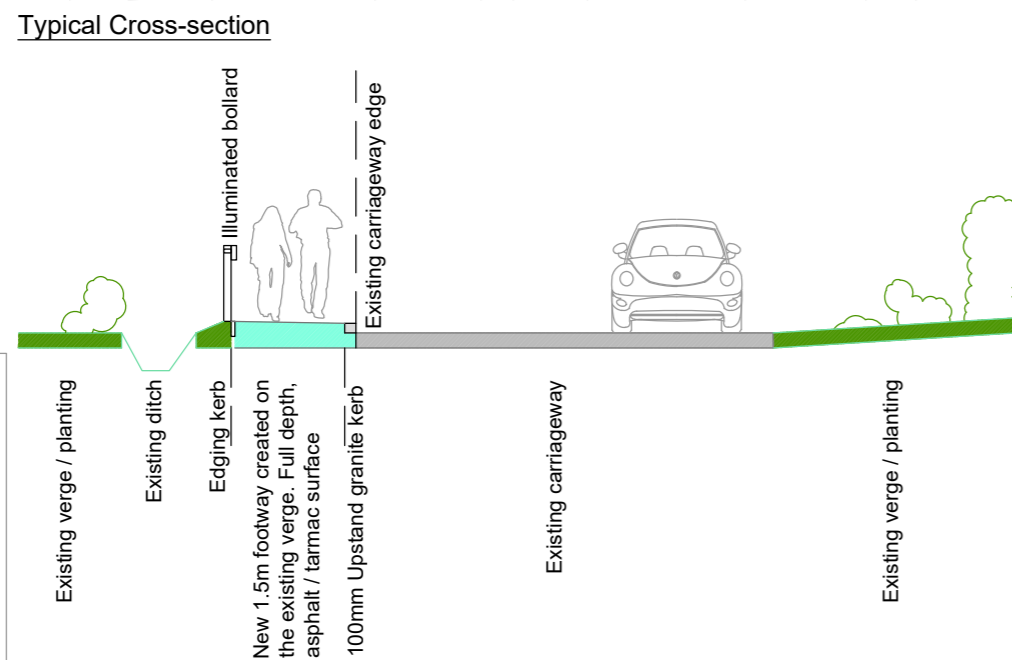 Typical Cross-section
Illuminated bollard
Existing carriageway edge
Existing verge / planting
Existing ditch
Edging kerb
New 1.5m footway created on
the existing verge. Full depth,
asphalt / tarmac surface
100mm Upstand granite kerb
Existing carriageway
Existing verge / planting